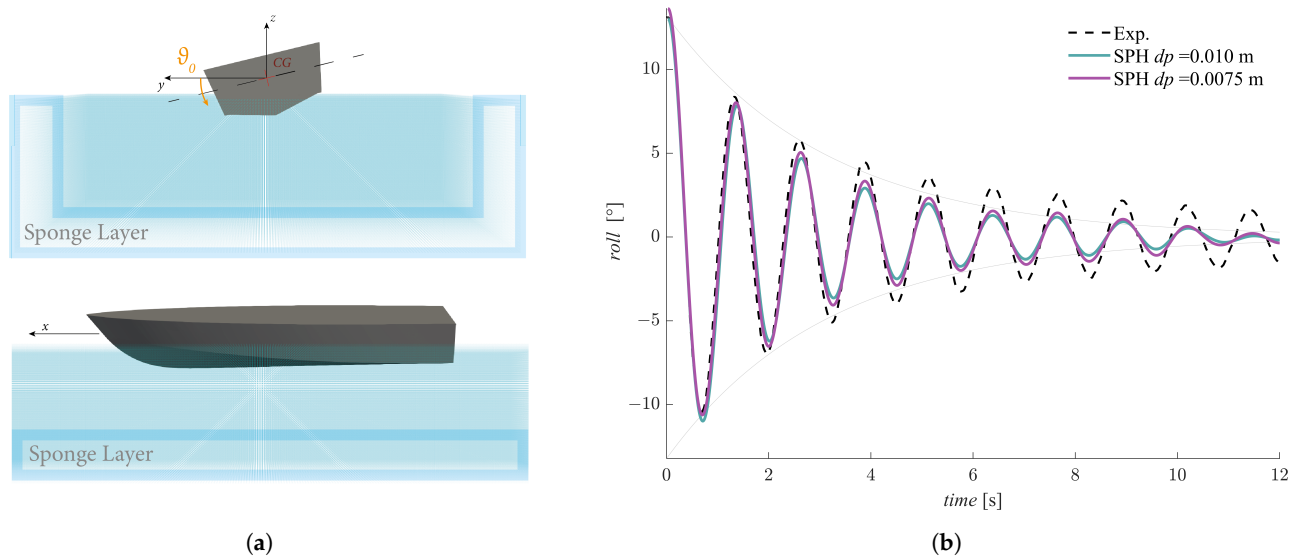 z
CG
ϑ₀
y
Sponge Layer
x
Sponge Layer
(a)
Exp.
SPH dp =0.010 m
SPH dp =0.0075 m
10
5
0
−5
−10
roll [°]
0 2 4 6 8 10 12
time [s]
(b)